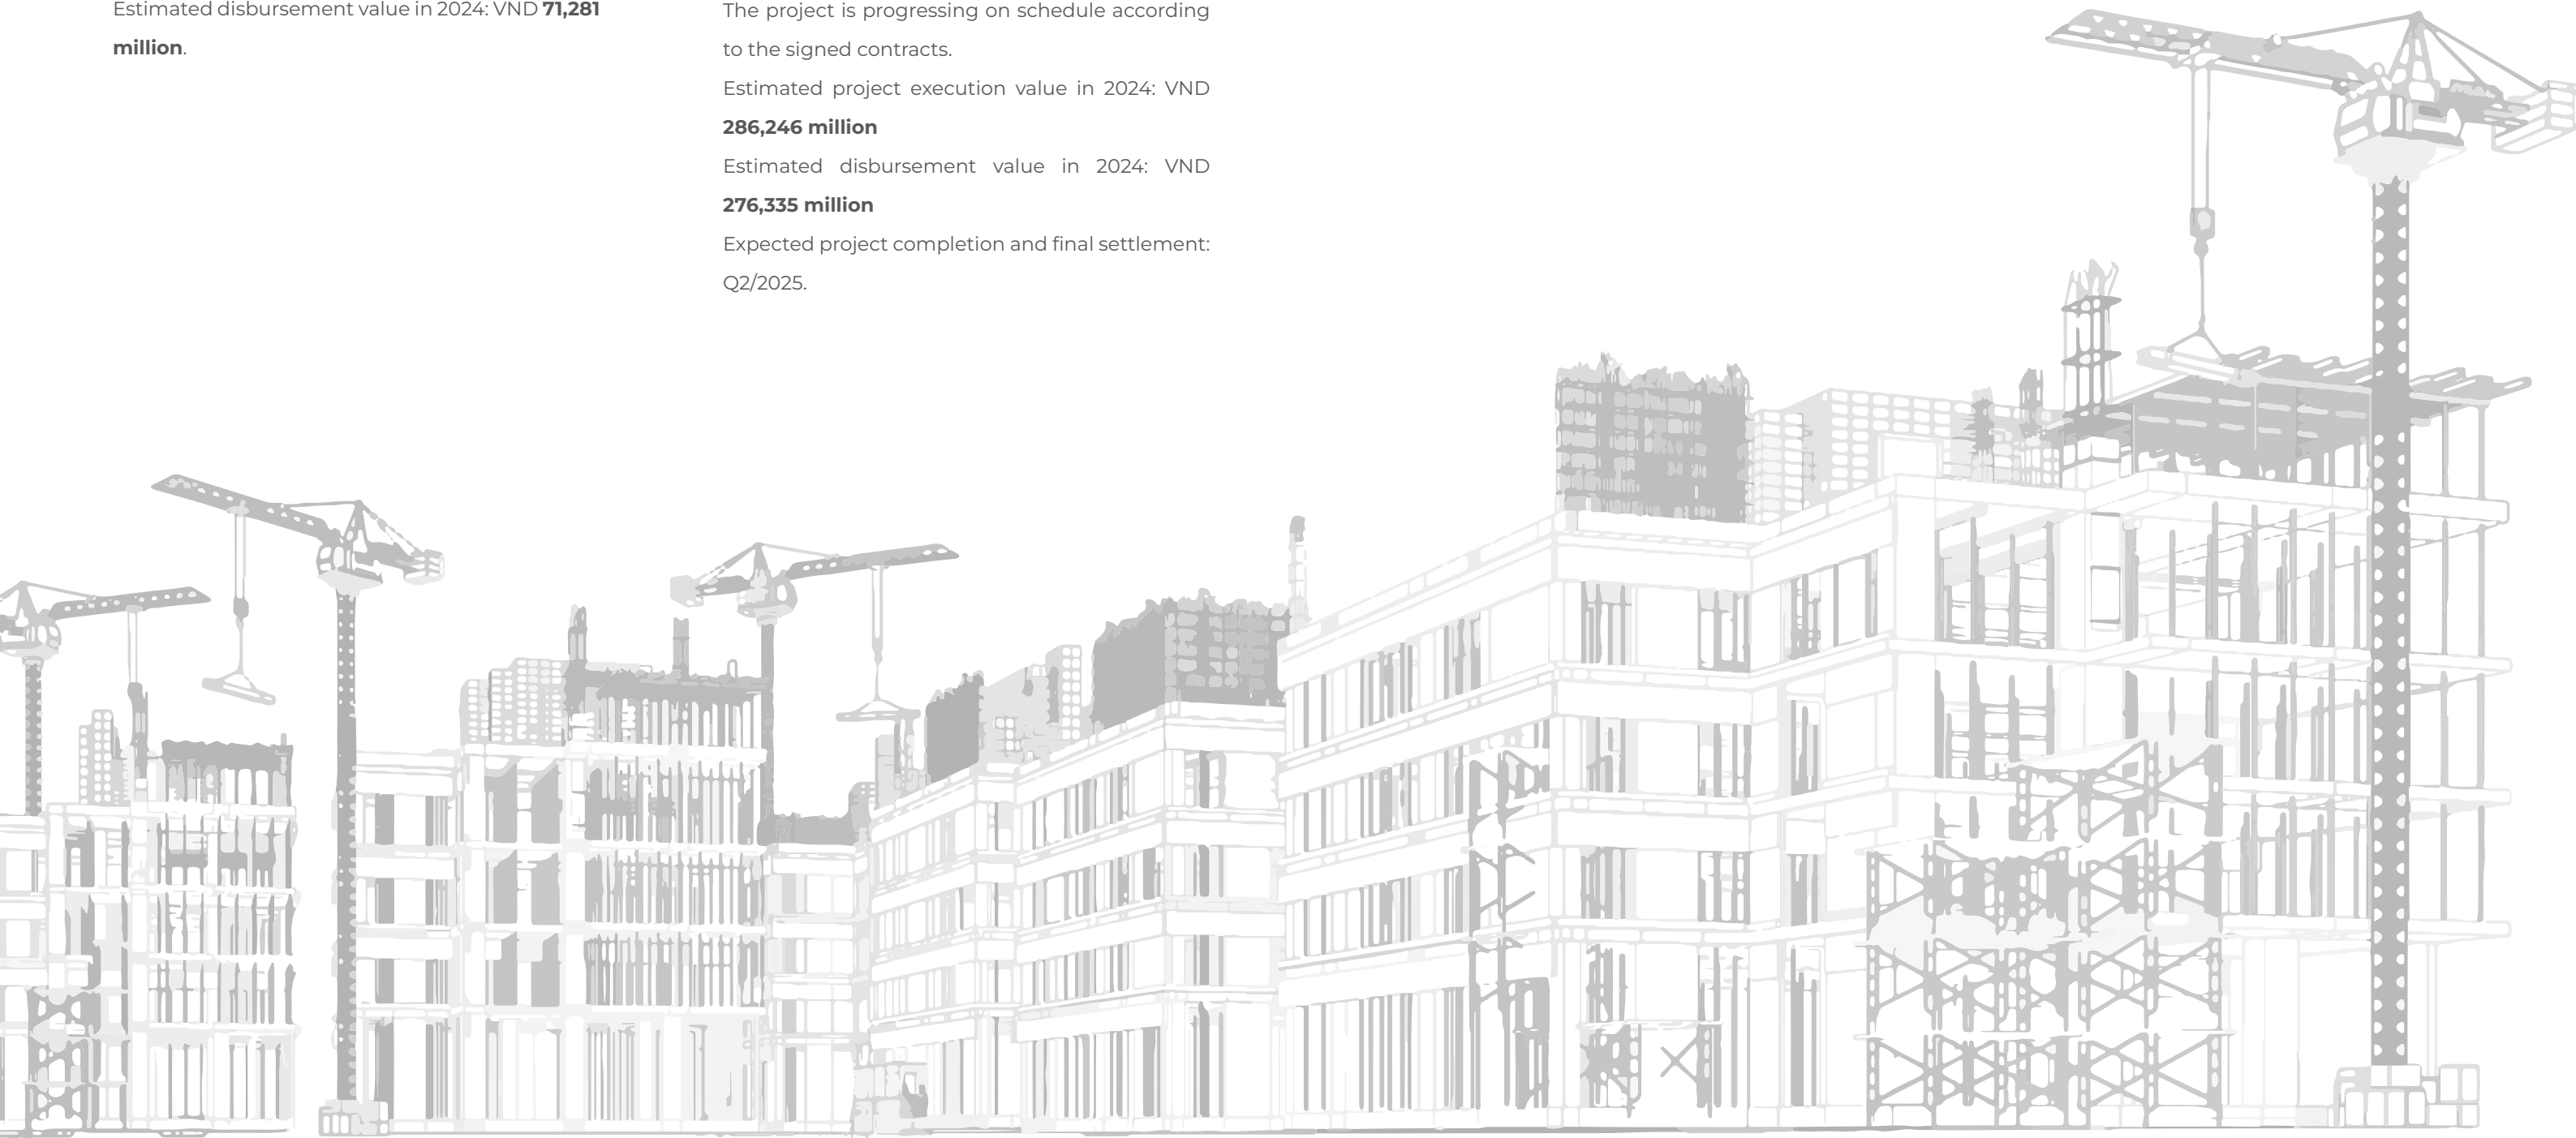 Estimated disbursement value in 2024: VND 71,281
million.
The project is progressing on schedule according
to the signed contracts.
Estimated project execution value in 2024: VND
286,246 million
Estimated disbursement value in 2024: VND
276,335 million
Expected project completion and final settlement:
Q2/2025.